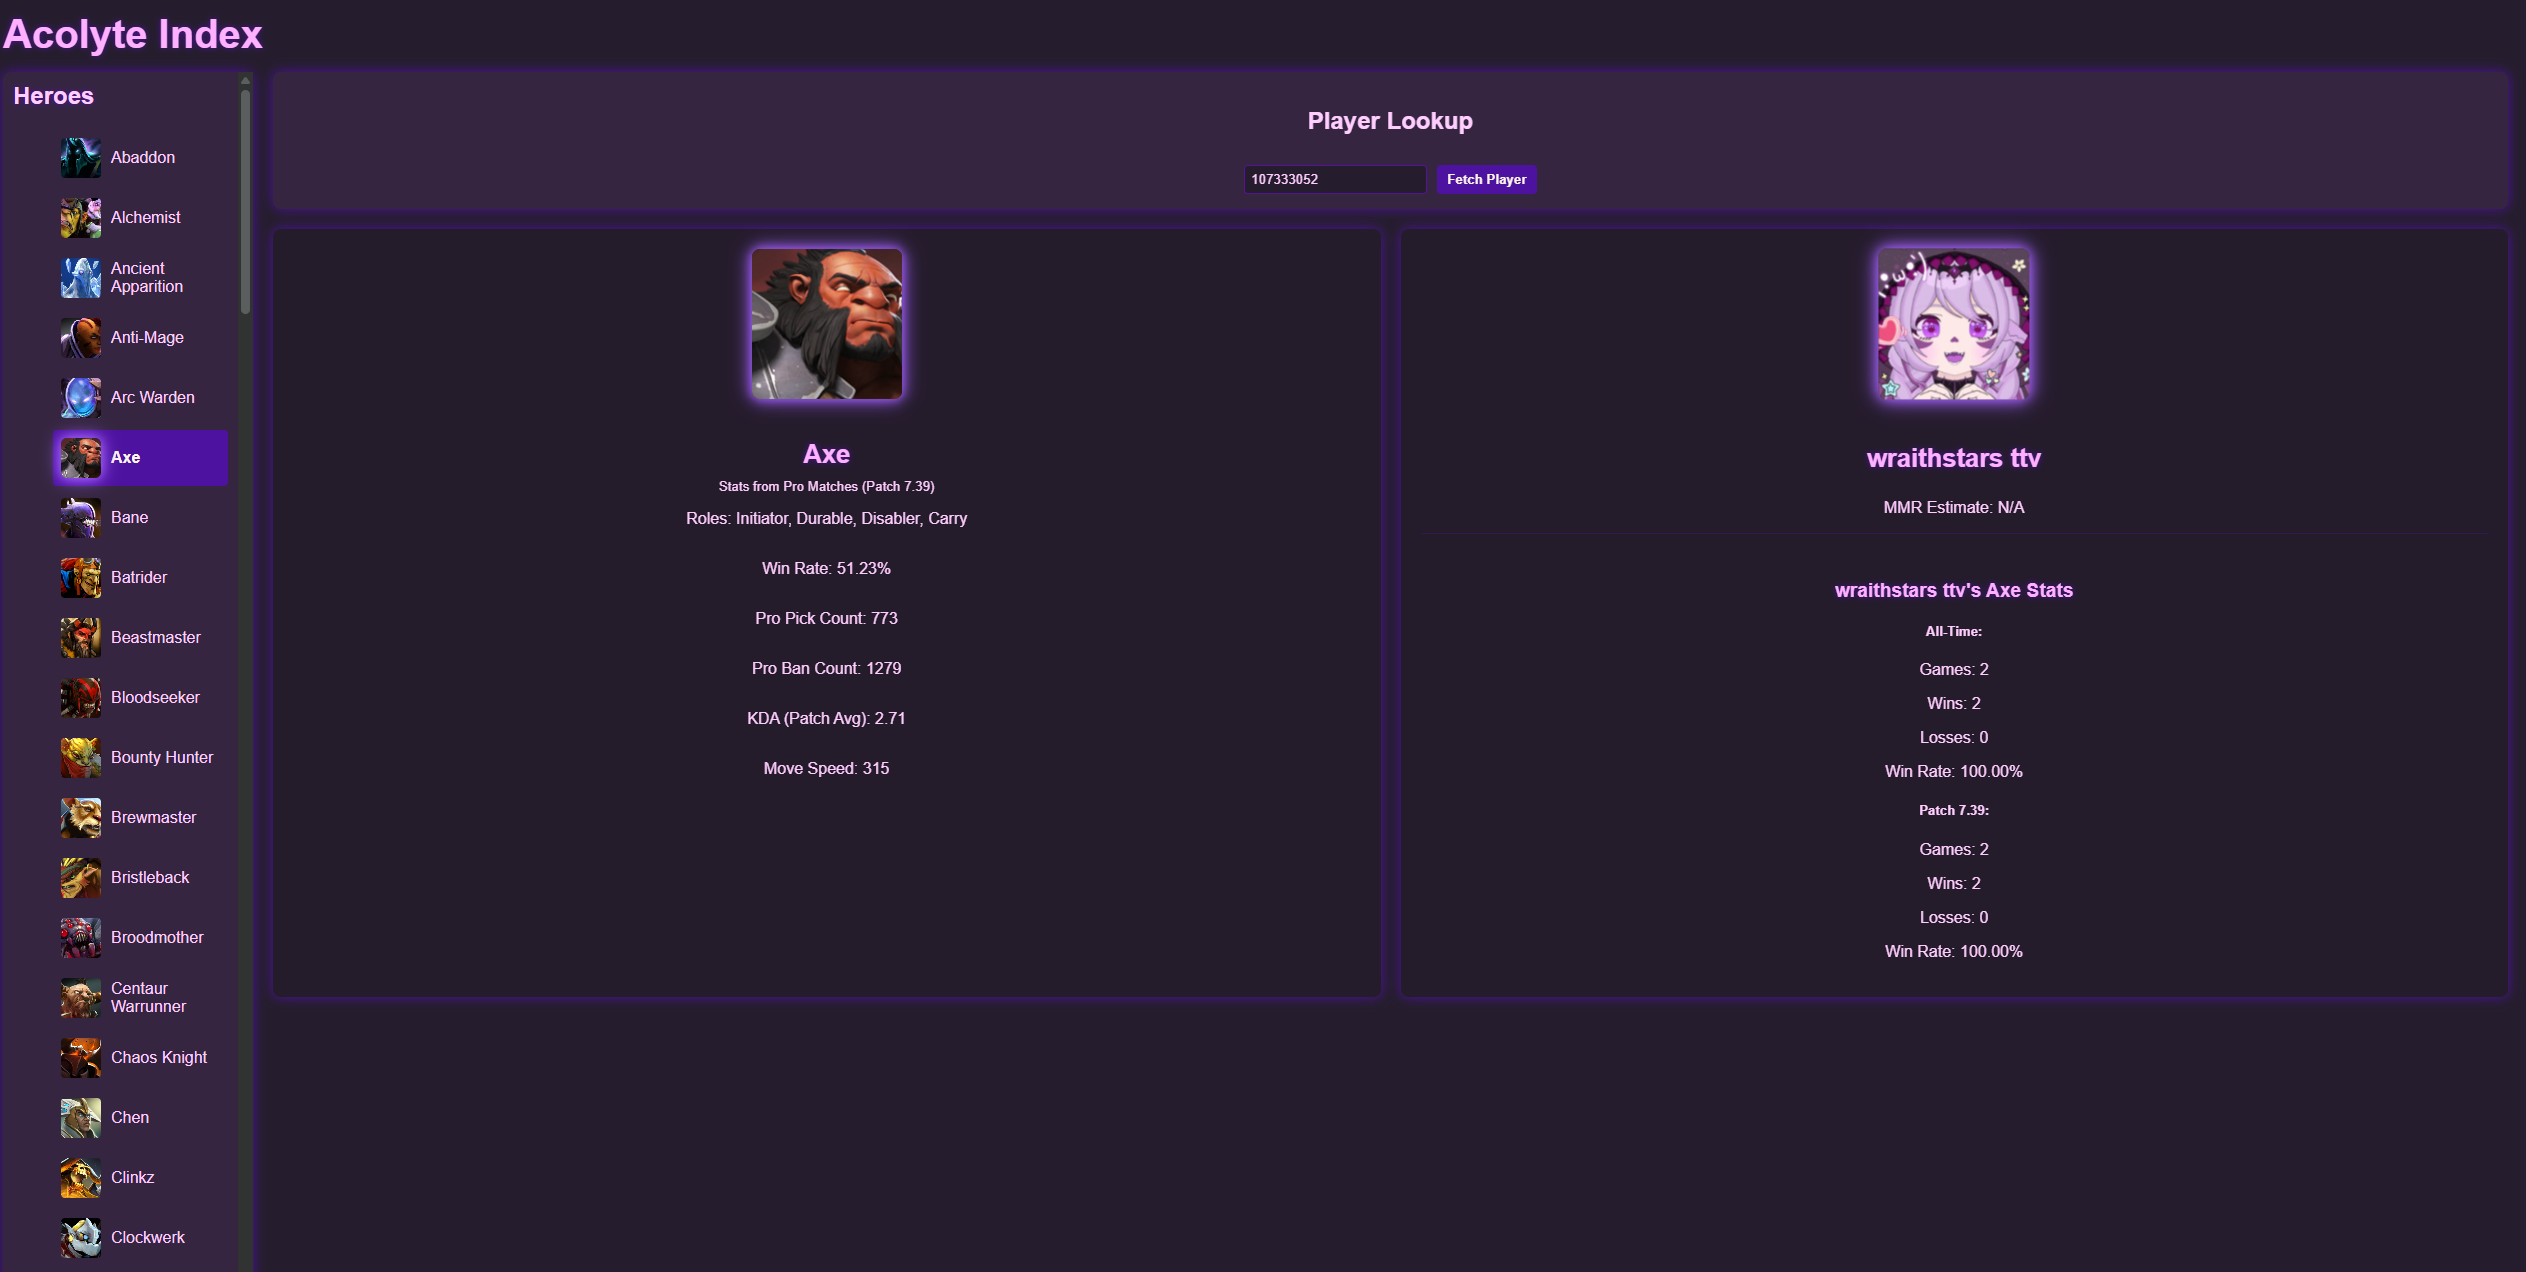 Acolyte Index
Heroes
Abaddon
Alchemist
Ancient
Apparition
Anti-Mage
Arc Warden
Axe
Bane
Batrider
Beastmaster
Bloodseeker
Bounty Hunter
Brewmaster
Bristleback
Broodmother
Centaur
Warrunner
Chaos Knight
Chen
Clinkz
Clockwerk
Player Lookup
107333052
Fetch Player
Axe
Stats from Pro Matches (Patch 7.39)
Roles: Initiator, Durable, Disabler, Carry
Win Rate: 51.23%
Pro Pick Count: 773
Pro Ban Count: 1279
KDA (Patch Avg): 2.71
Move Speed: 315
wraithstars ttv
MMR Estimate: N/A
wraithstars ttv's Axe Stats
All-Time:
Games: 2
Wins: 2
Losses: 0
Win Rate: 100.00%
Patch 7.39:
Games: 2
Wins: 2
Losses: 0
Win Rate: 100.00%